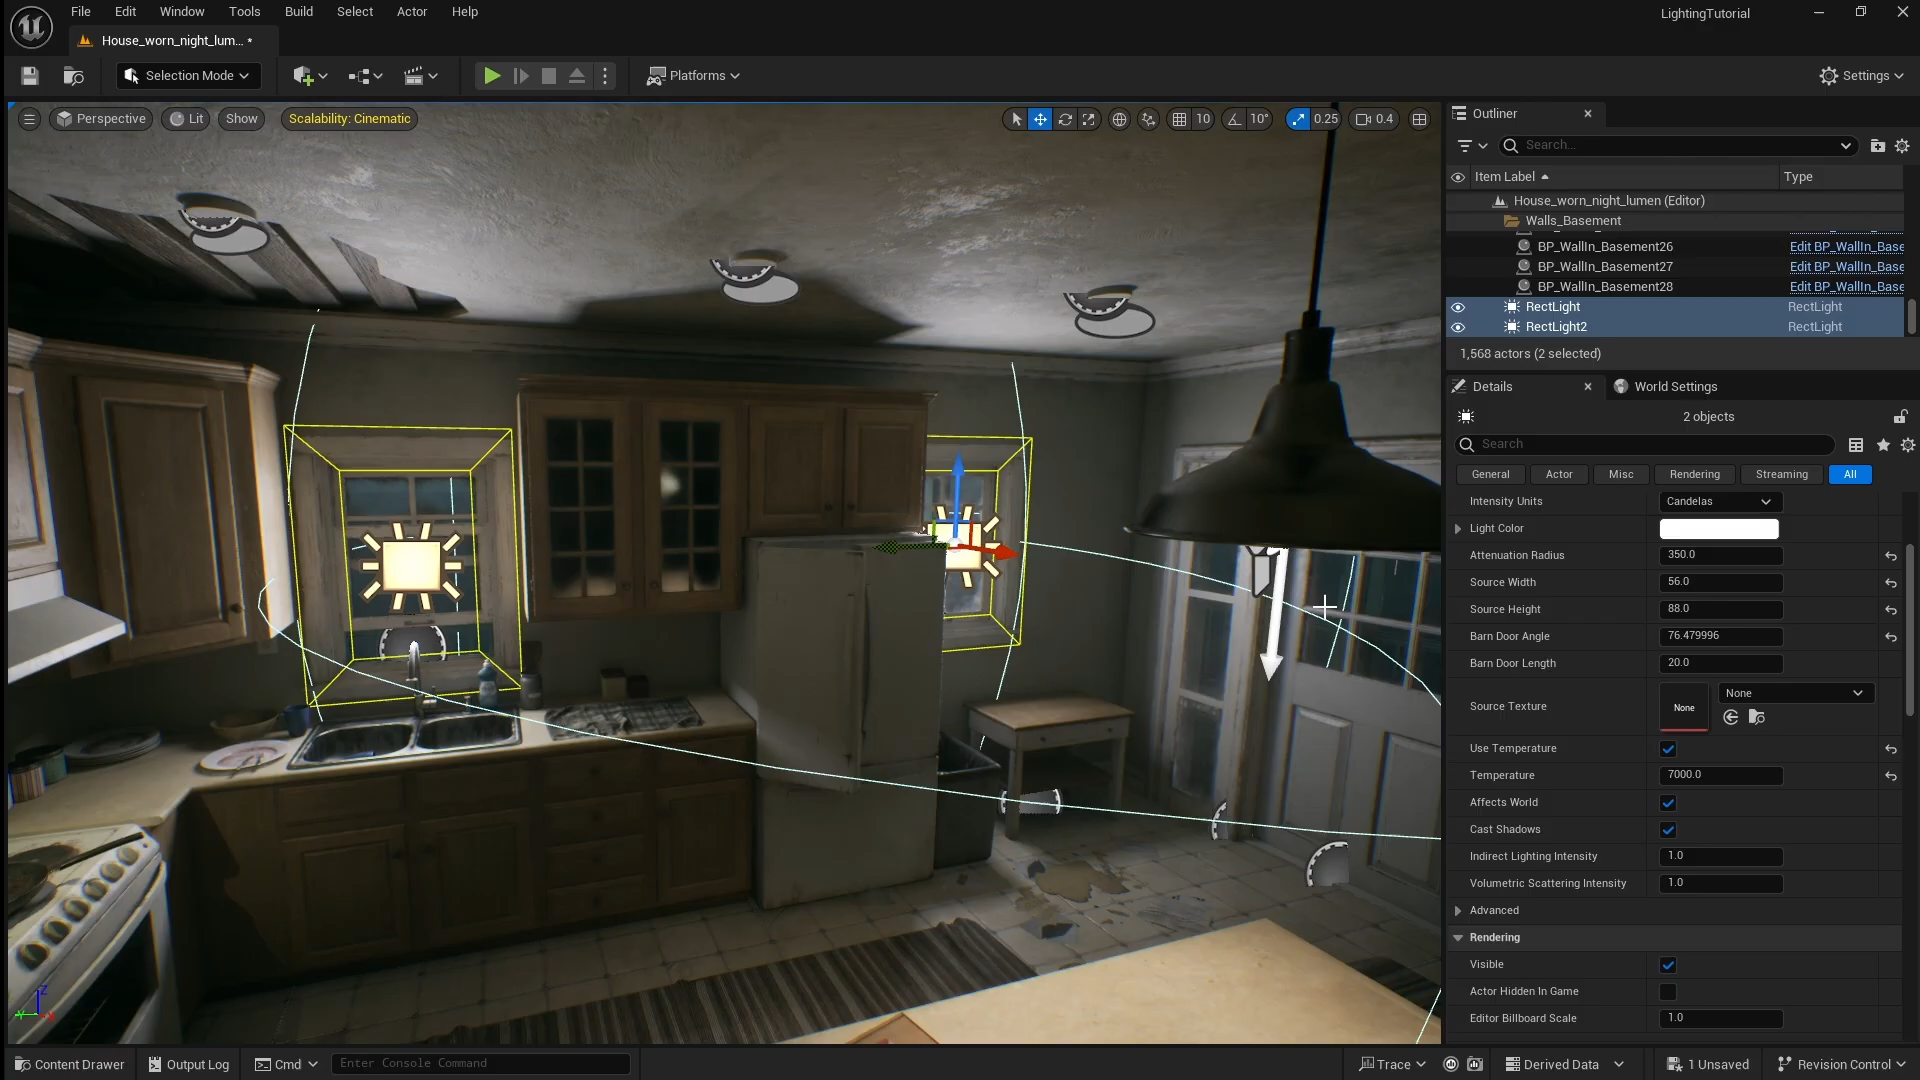 File Edit Window Tools Build Select Actor Help
LightingTutorial
House_worn_night_lum... •
Selection Mode
Platforms
Settings
Perspective Lit Show Scalability: Cinematic
10 10° 0.25 0.4
Outliner
Search...
Item Label Type
House_worn_night_lumen (Editor)
Walls_Basement
BP_WallIn_Basement26 Edit BP_WallIn_Base
BP_WallIn_Basement27 Edit BP_WallIn_Base
BP_WallIn_Basement28 Edit BP_WallIn_Base
RectLight RectLight
RectLight2 RectLight
1,568 actors (2 selected)
Details World Settings
2 objects
Search
General Actor Misc Rendering Streaming All
Intensity Units Candelas
Light Color
Attenuation Radius 350.0
Source Width 56.0
Source Height 88.0
Barn Door Angle 76.479996
Barn Door Length 20.0
Source Texture None None
Use Temperature
Temperature 7000.0
Affects World
Cast Shadows
Indirect Lighting Intensity 1.0
Volumetric Scattering Intensity 1.0
Advanced
Rendering
Visible
Actor Hidden In Game
Editor Billboard Scale 1.0
Z
Y X
Content Drawer Output Log Cmd Enter Console Command Trace Derived Data 1 Unsaved Revision Control